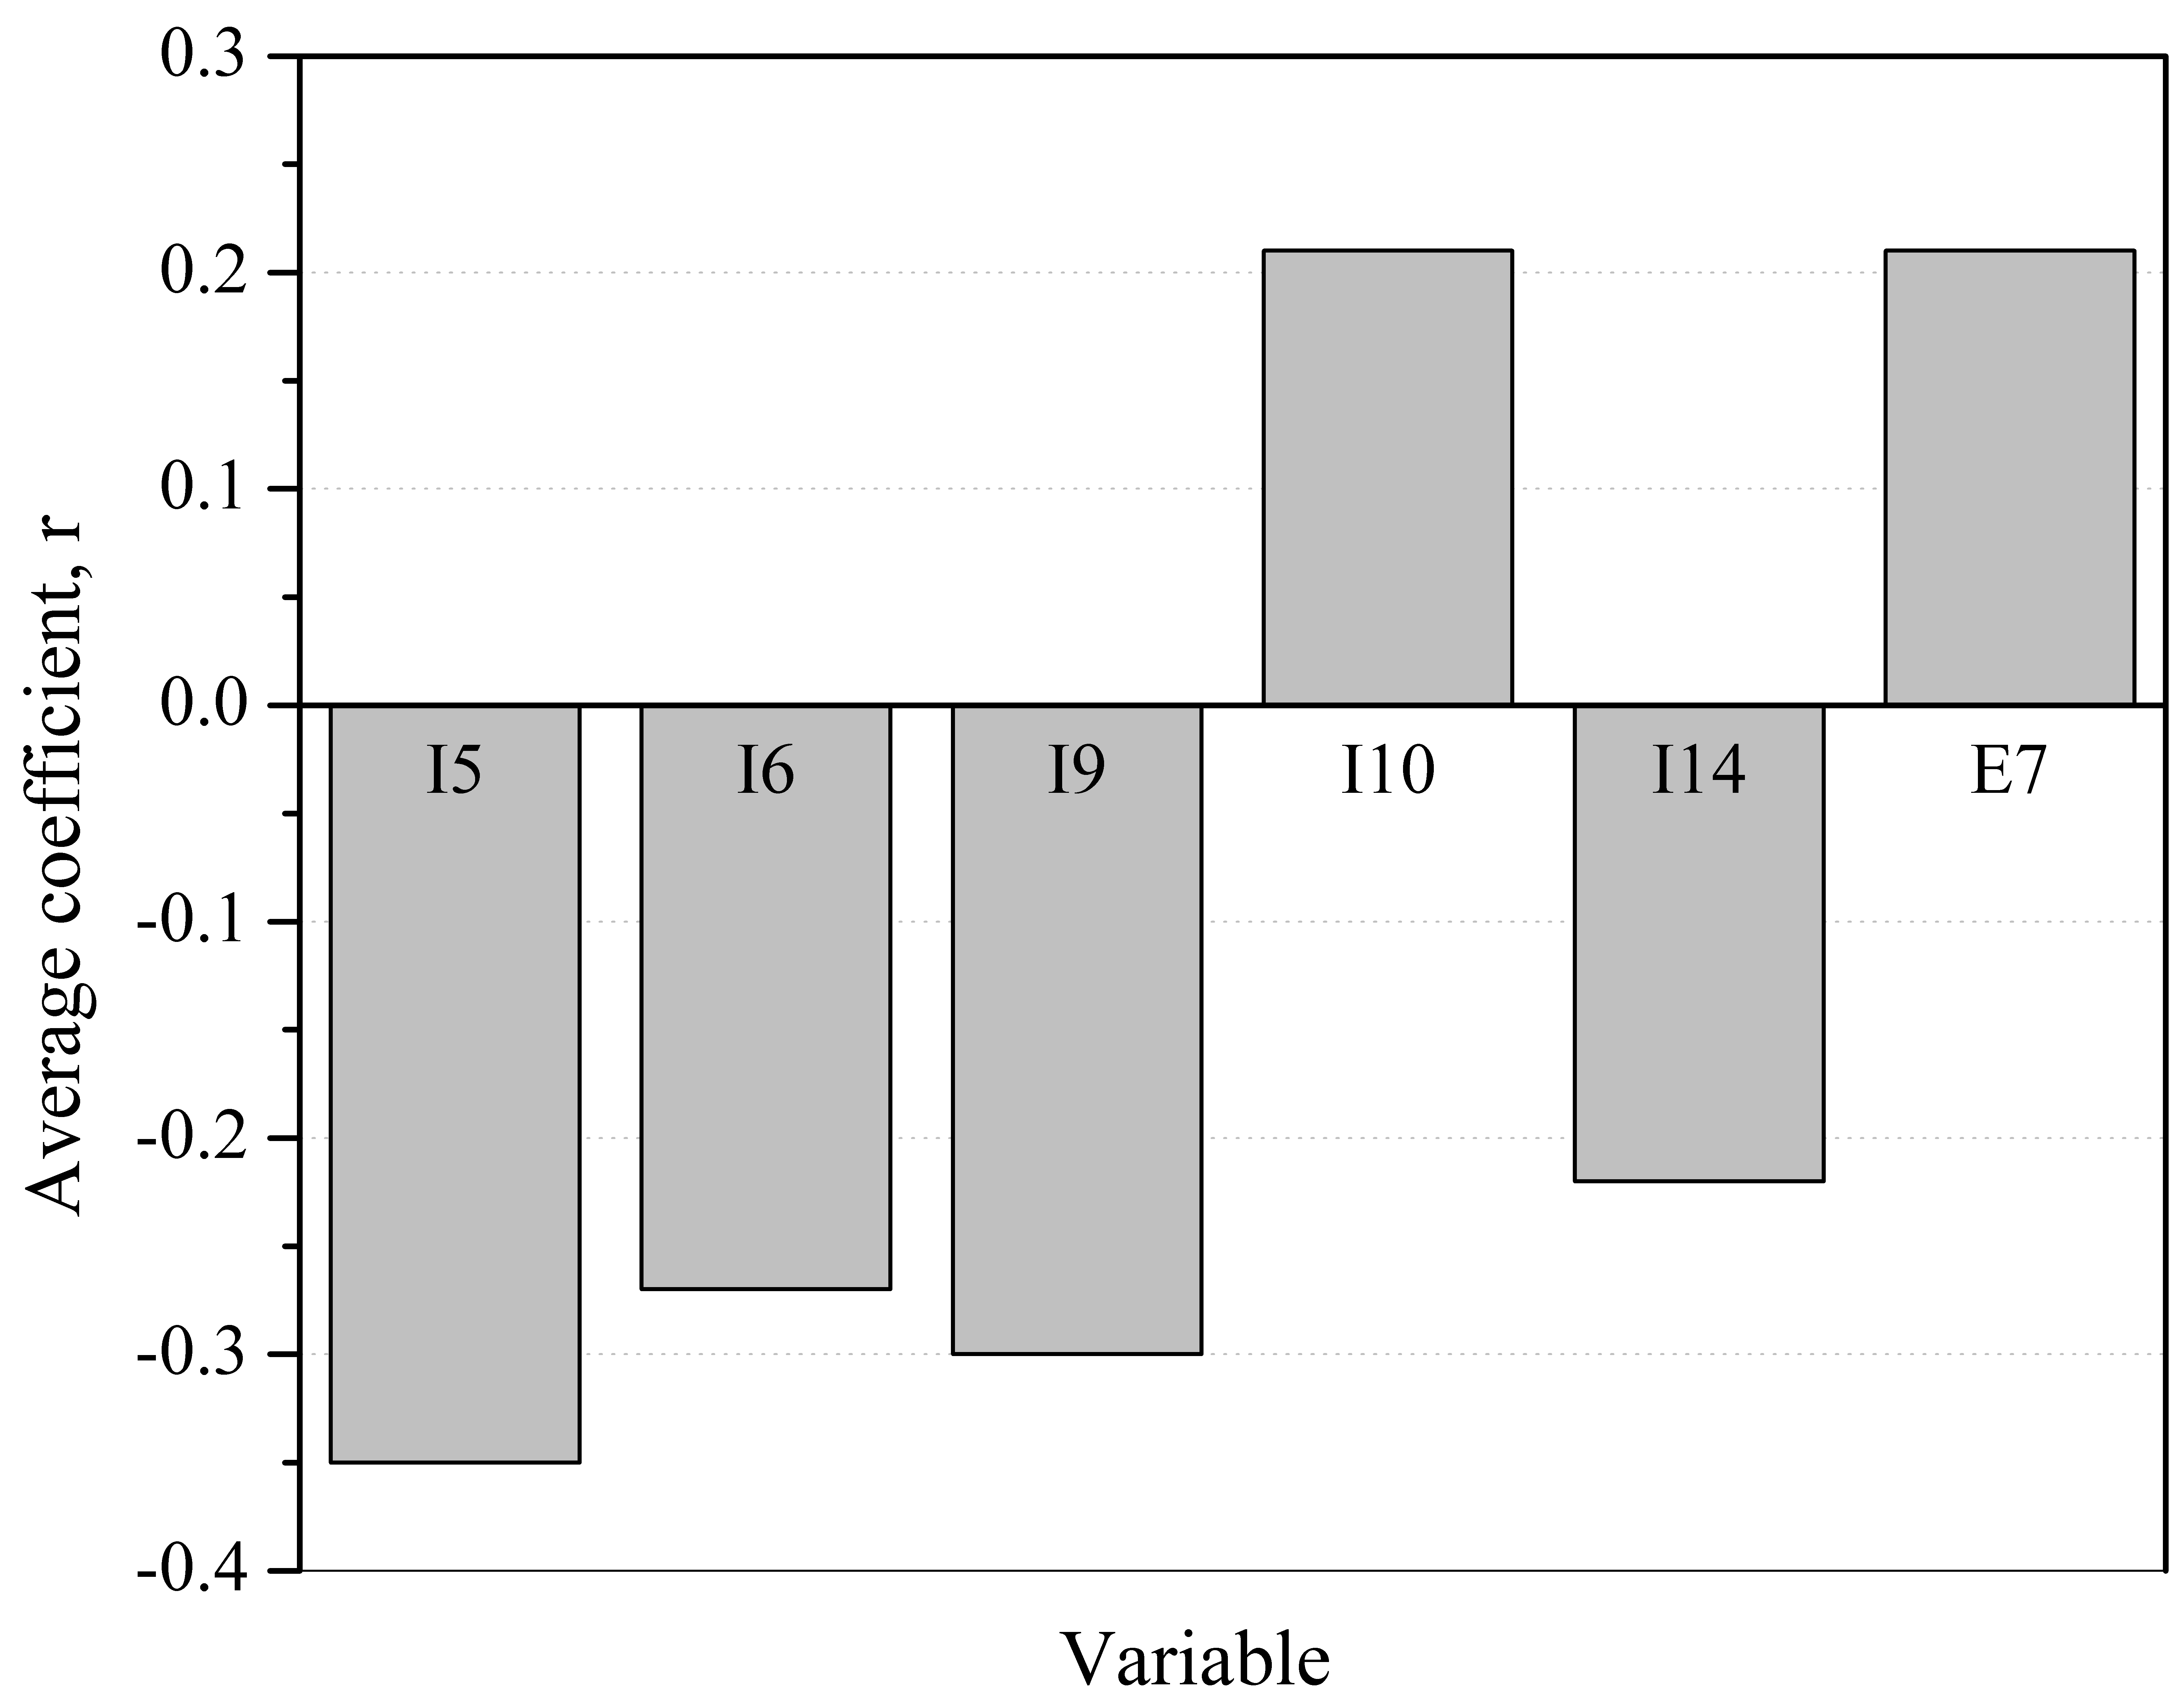 0.3
0.2
0.1
0.0
-0.1
-0.2
-0.3
-0.4
Average coefficient, r
I5 I6 I9 I10 I14 E7
Variable